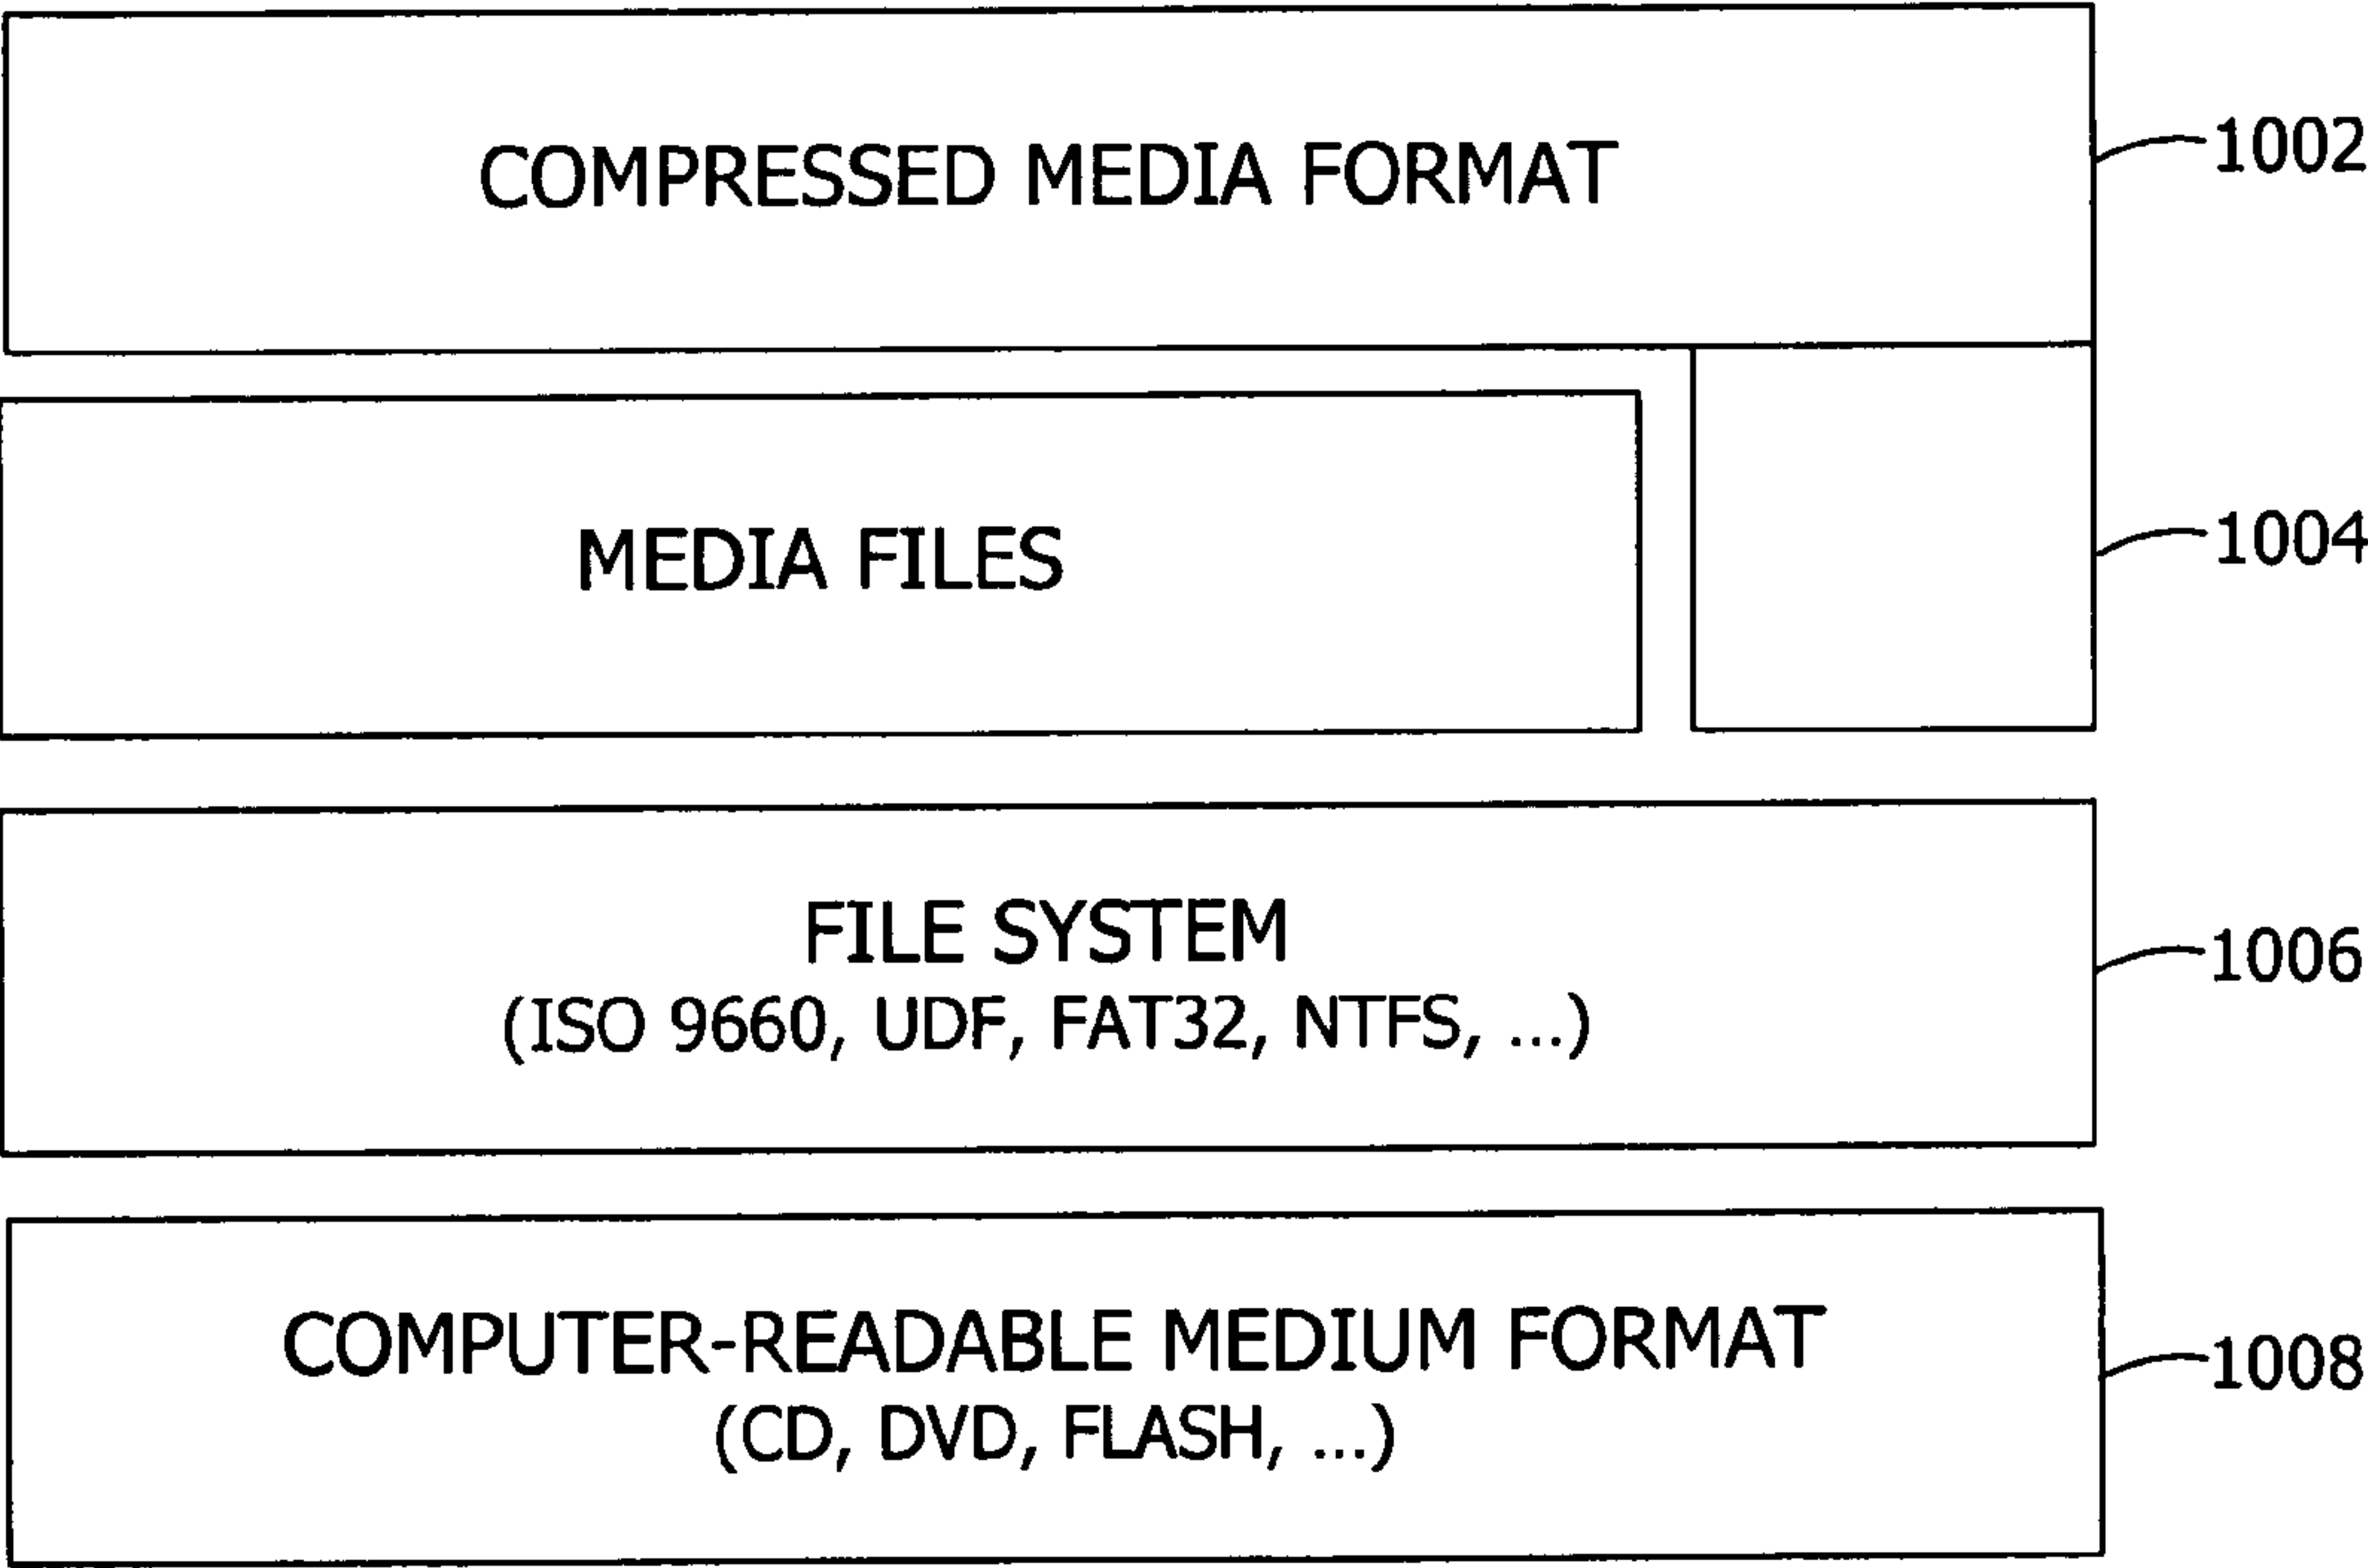 COMPRESSED MEDIA FORMAT
1002
MEDIA FILES
1004
FILE SYSTEM
(ISO 9660, UDF, FAT32, NTFS, ...)
1006
COMPUTER-READABLE MEDIUM FORMAT
(CD, DVD, FLASH, ...)
1008